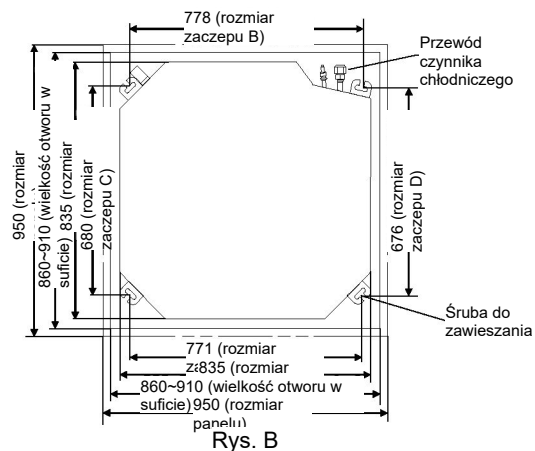 778 (rozmiar
zaczepu B)
Przewód
czynnika
chłodniczego
950 (rozmiar
860~910 (wielkość otworu w
suficie)
835 (rozmiar
680 (rozmiar
zaczepu C)
676 (rozmiar
zaczepu D)
Śruba do
zawieszania
771 (rozmiar
835 (rozmiar
860~910 (wielkość otworu w
suficie)
950 (rozmiar
panelu)
Rys. B